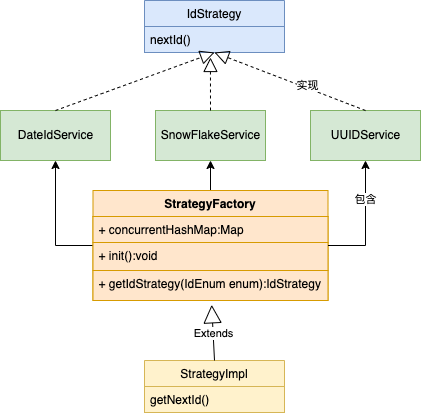 IdStrategy
nextId()
实现
DateIdService
SnowFlakeService
UUIDService
包含
StrategyFactory
+ concurrentHashMap:Map
+ init():void
+ getIdStrategy(IdEnum enum):IdStrategy
Extends
StrategyImpl
getNextId()